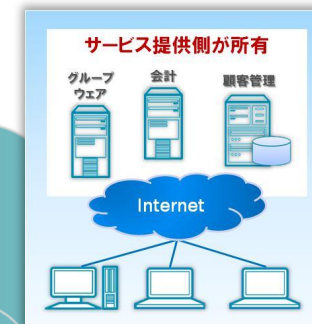 サービス提供側が所有
グループ
ウェア
会計
顧客管理
Internet